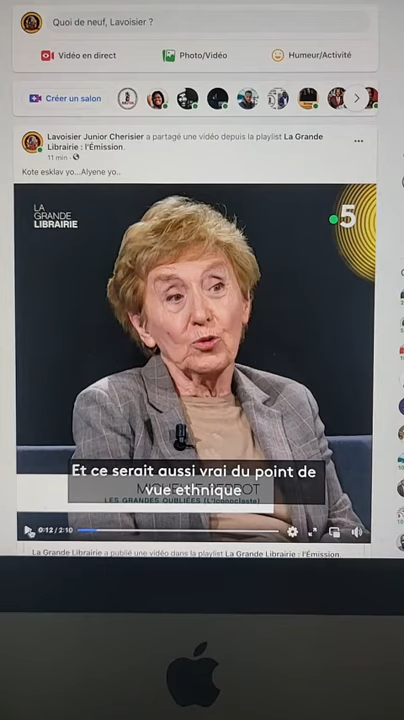 Quoi de neuf, Lavoisier ?
Vidéo en direct
Photo/Vidéo
Humeur/Activité
Créer un salon
Lavoisier Junior Cherisier a partagé une vidéo depuis la playlist La Grande
Librairie : l'Émission.
11 min
Kote esklav yo...Alyene yo..
LA
GRANDE
LIBRAIRIE
5
Et ce serait aussi vrai du point de
vue ethnique
LES GRANDES OUBLIÉES (L'Iconoclaste)
0:12 / 2:10
La Grande Librairie a publié une vidéo dans la playlist La Grande Librairie : l'Émission.